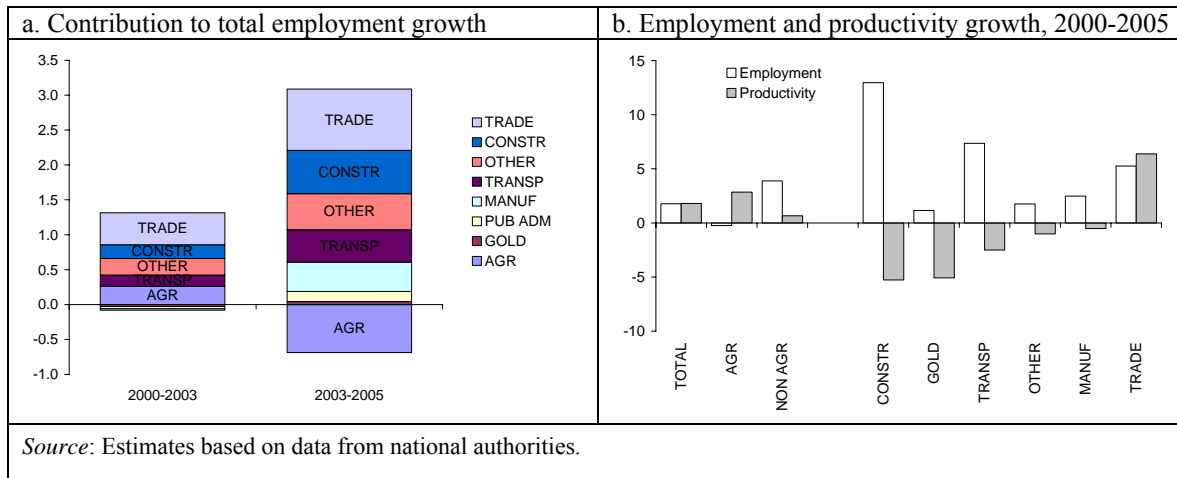 a. Contribution to total employment growth
3.5
3.0
2.5
2.0
1.5
1.0
0.5
0.0
-0.5
-1.0
TRADE
CONSTR
OTHER
TRANSP
AGR
TRADE
CONSTR
OTHER
TRANSP
AGR
2000-2003
2003-2005
TRADE
CONSTR
OTHER
TRANSP
MANUF
PUB ADM
GOLD
AGR
b. Employment and productivity growth, 2000-2005
15
10
5
0
-5
-10
Employment
Productivity
TOTAL
AGR
NON AGR
CONSTR
GOLD
TRANSP
OTHER
MANUF
TRADE
Source: Estimates based on data from national authorities.